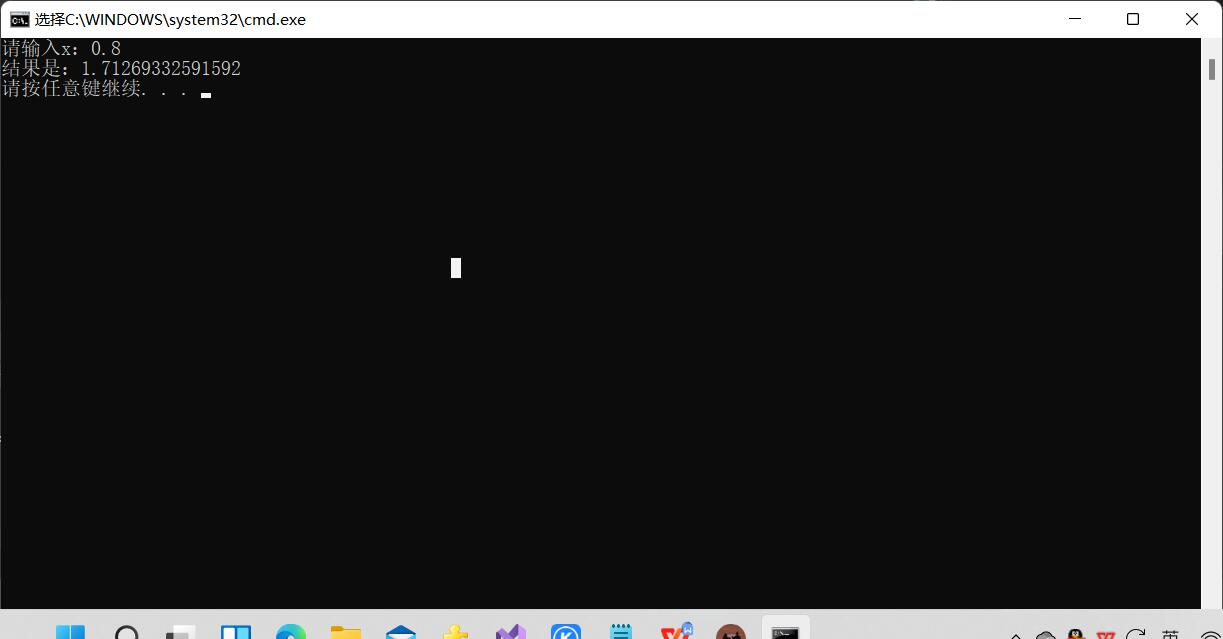 选择C:\WINDOWS\system32\cmd.exe
请输入x：0.8
结果是：1.71269332591592
请按任意键继续. . .
英